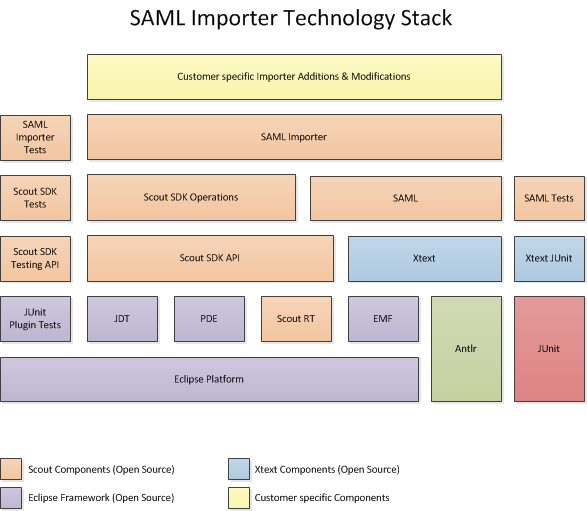 SAML Importer Technology Stack
Customer specific Importer Additions & Modifications
SAML
Importer
Tests
SAML Importer
Scout SDK
Tests
Scout SDK Operations
SAML
SAML Tests
Scout SDK
Testing API
Scout SDK API
Xtext
Xtext JUnit
JUnit
Plugin Tests
JDT
PDE
Scout RT
EMF
Antlr
JUnit
Eclipse Platform
Scout Components (Open Source)
Xtext Components (Open Source)
Eclipse Framework (Open Source)
Customer specific Components